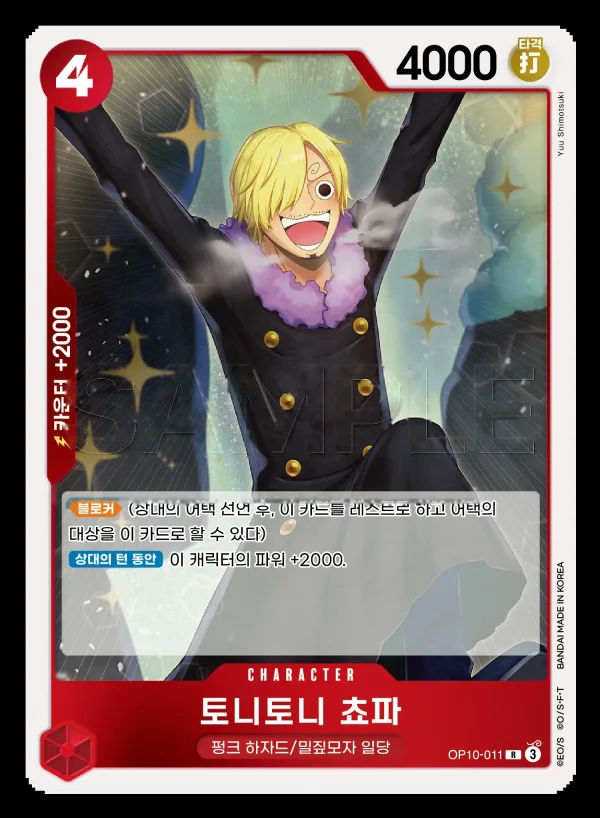 4
4000
타격
打
Yuu Shimotsuki
카운터 +2000
SAMPLE
블로커 (상대의 어택 선언 후, 이 카드를 레스트로 하고 어택의
대상을 이 카드로 할 수 있다)
상대의 턴 동안 이 캐릭터의 파워 +2000.
CHARACTER
토니토니 쵸파
펑크 하자드/밀짚모자 일당
OP10-011 R 3
©EO/S ©O/S·F·T BANDAI MADE IN KOREA